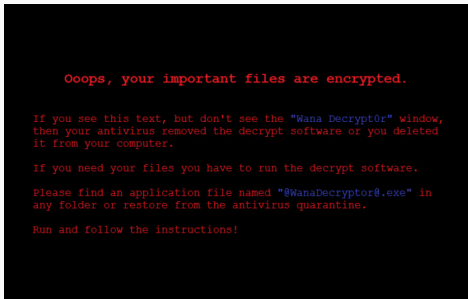 Ooops, your important files are encrypted.
If you see this text, but don't see the "Wana Decrypt0r" window,
then your antivirus removed the decrypt software or you deleted
it from your computer.
If you need your files you have to run the decrypt software.
Please find an application file named "@WanaDecryptor@.exe" in
any folder or restore from the antivirus quarantine.
Run and follow the instructions!